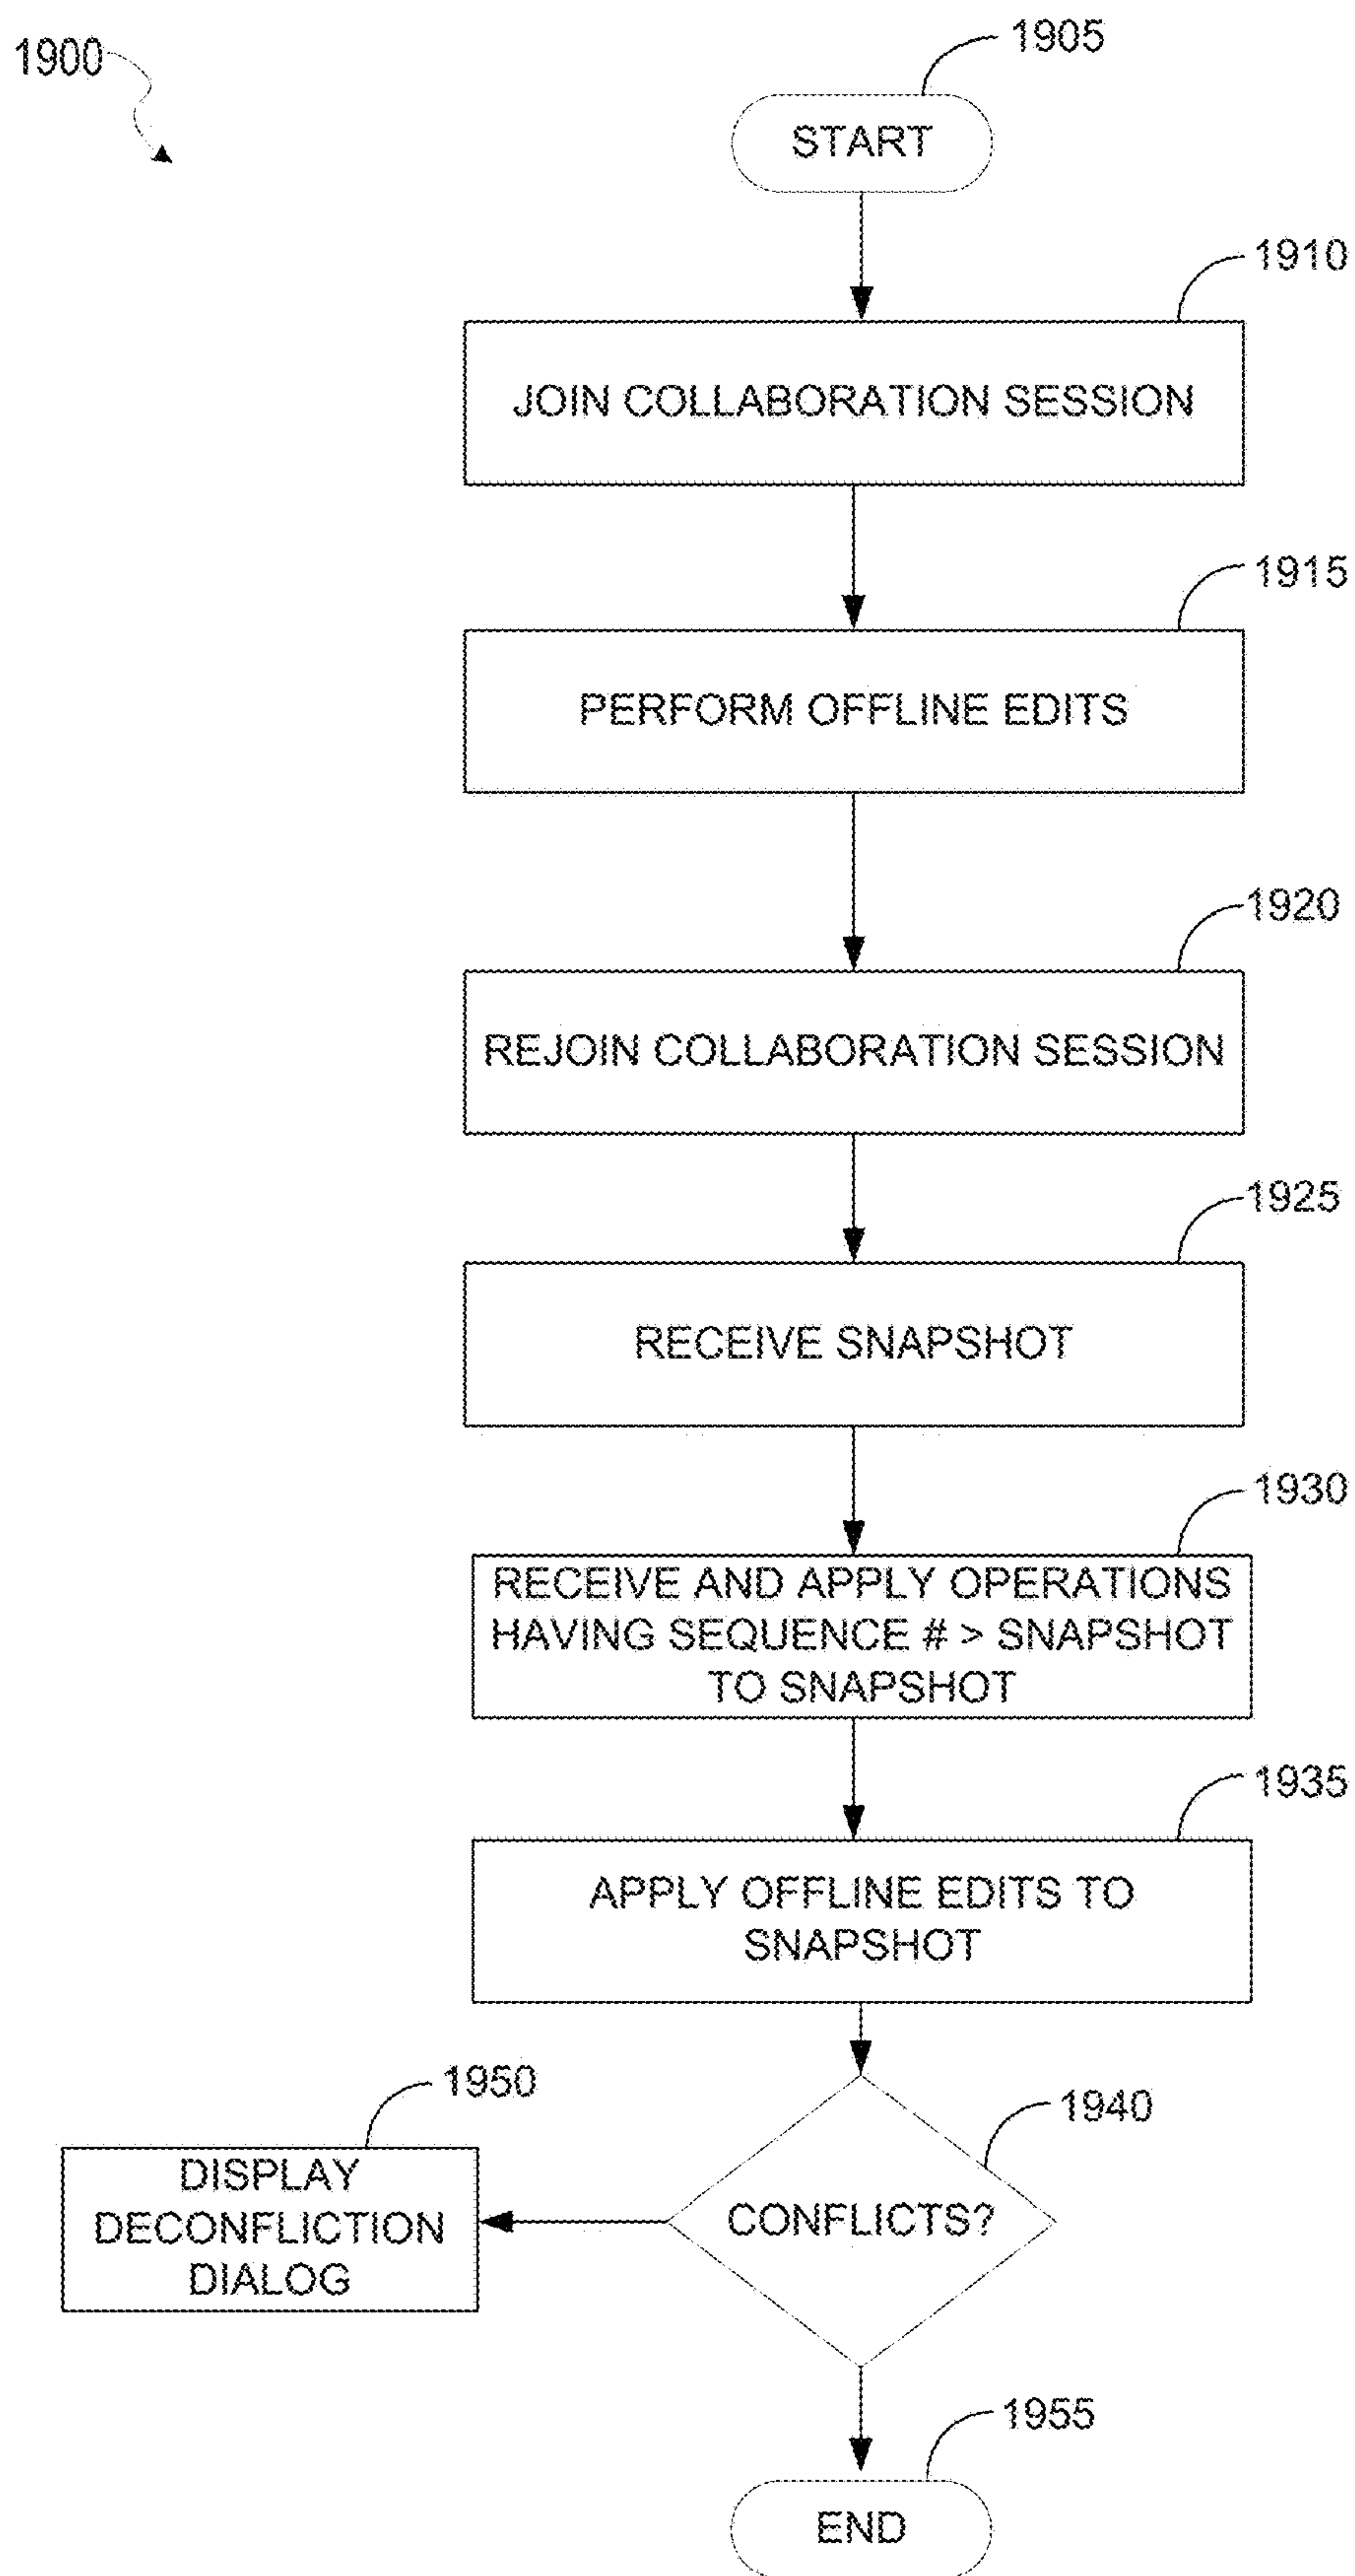 1900
1905
START
1910
JOIN COLLABORATION SESSION
1915
PERFORM OFFLINE EDITS
1920
REJOIN COLLABORATION SESSION
1925
RECEIVE SNAPSHOT
1930
RECEIVE AND APPLY OPERATIONS
HAVING SEQUENCE # > SNAPSHOT
TO SNAPSHOT
1935
APPLY OFFLINE EDITS TO
SNAPSHOT
1950
DISPLAY
DECONFLICTION
DIALOG
1940
CONFLICTS?
1955
END